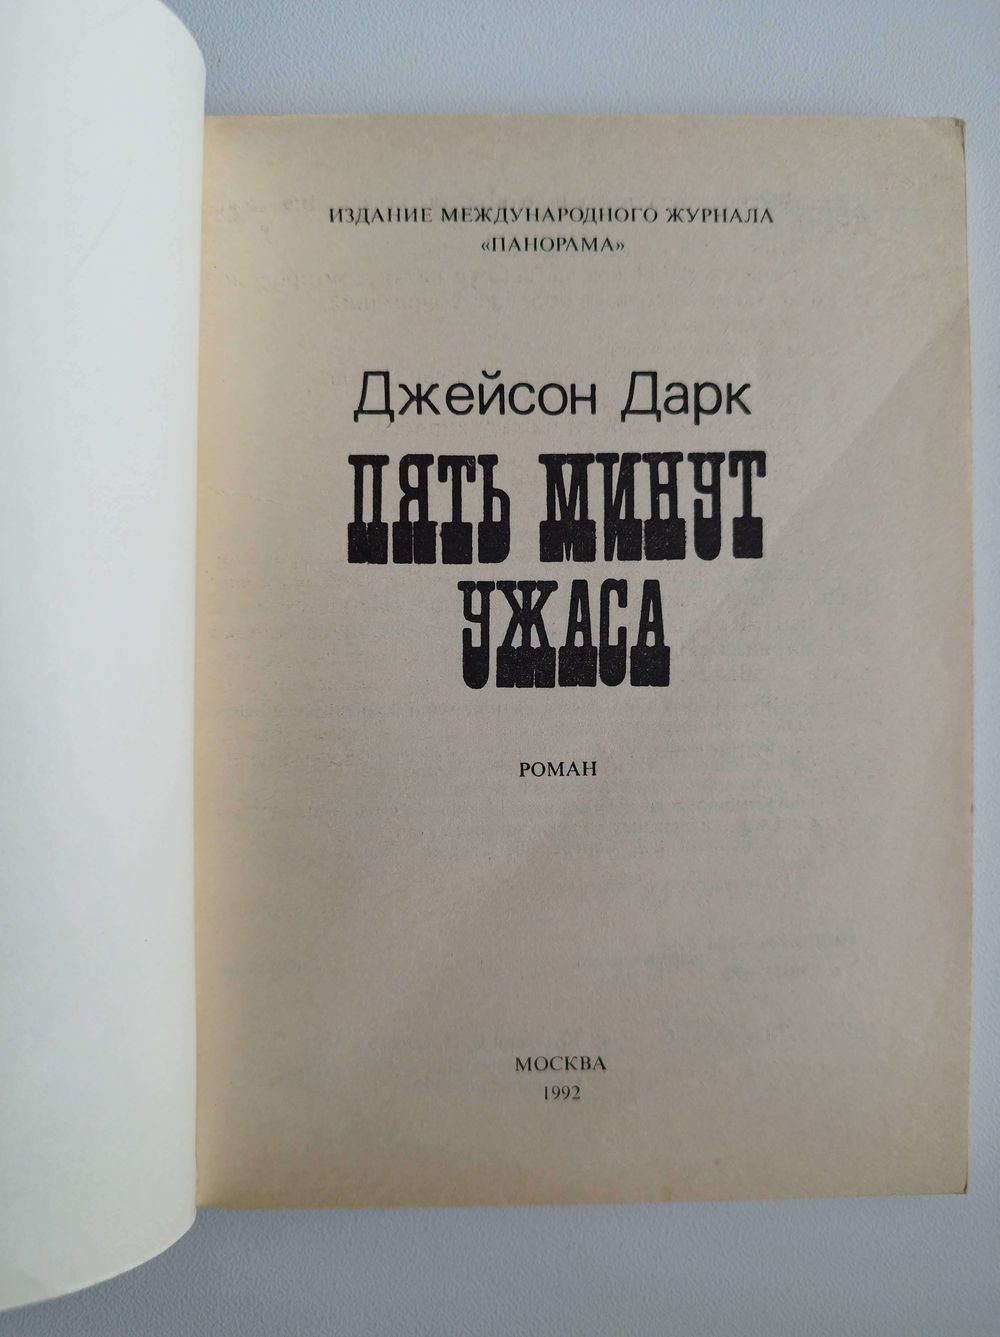 ИЗДАНИЕ МЕЖДУНАРОДНОГО ЖУРНАЛА
«ПАНОРАМА»
Джейсон Дарк
ПЯТЬ МИНУТ
УЖАСА
РОМАН
МОСКВА
1992